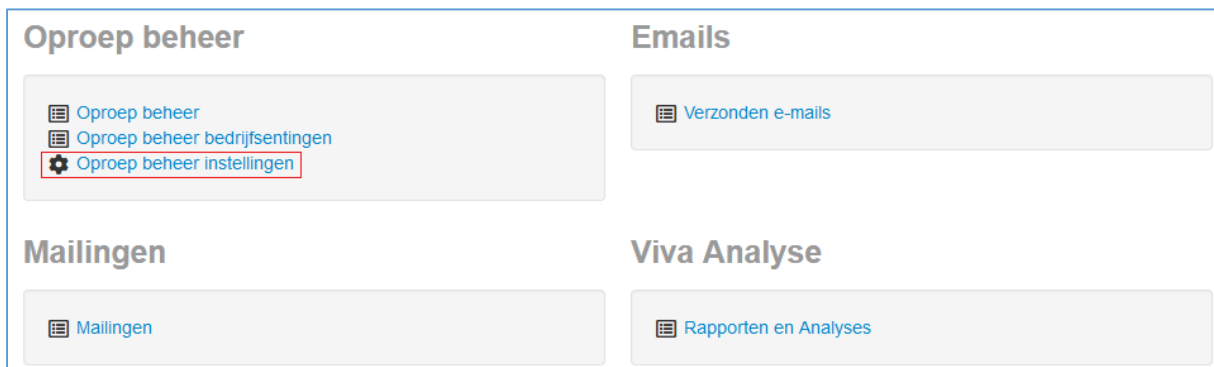 Oproep beheer
Oproep beheer
Oproep beheer bedrijfsentingen
Oproep beheer instellingen
Emails
Verzonden e-mails
Mailingen
Mailingen
Viva Analyse
Rapporten en Analyses